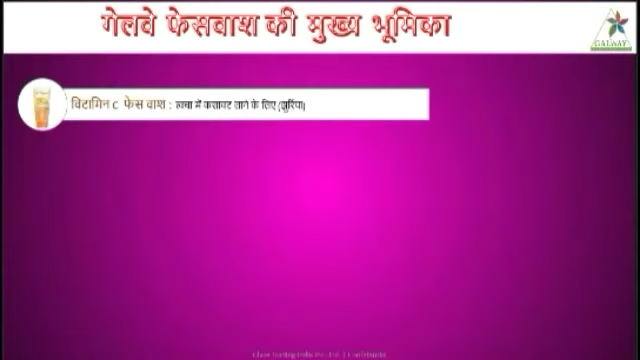 गेलवे फेसवाश की मुख्य भूमिका
GALWAY
विटामिन C फेस वाश : त्वचा में कसावट लाने के लिए (झुर्रियां)